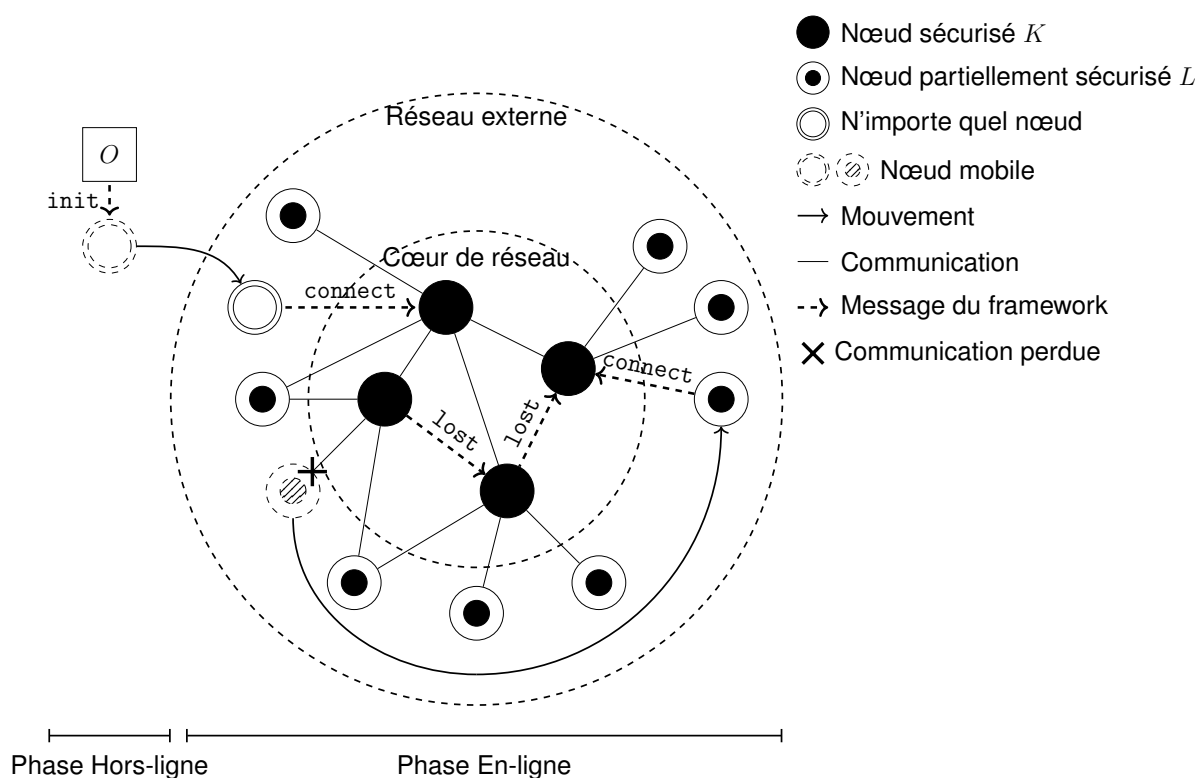 Nœud sécurisé K
Nœud partiellement sécurisé L
N'importe quel nœud
Nœud mobile
Mouvement
Communication
Message du framework
Communication perdue
Réseau externe
O
init
Cœur de réseau
connect
connect
lost
lost
Phase Hors-ligne
Phase En-ligne